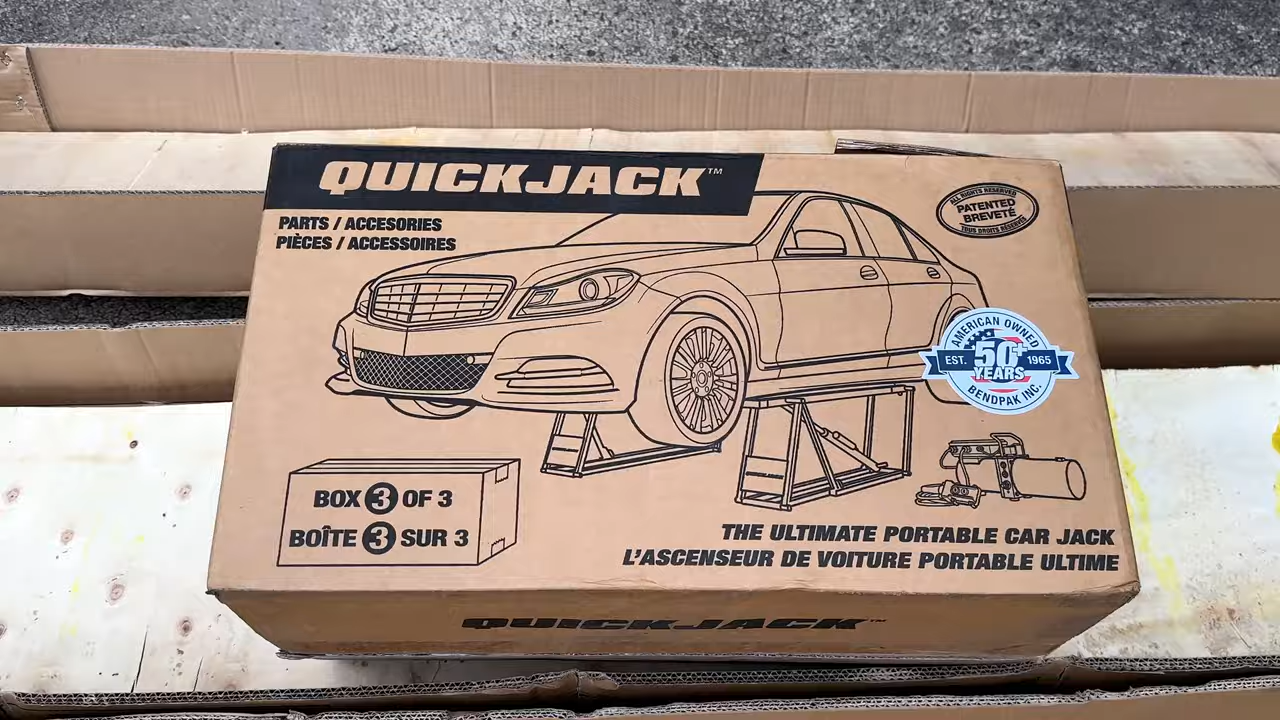 QUICKJACK™
PARTS / ACCESORIES
PIÈCES / ACCESSOIRES
ALL RIGHTS RESERVED
PATENTED
BREVETÉ
TOUS DROITS RÉSERVÉS
AMERICAN OWNED
EST. 50+ 1965
YEARS
BENDPAK INC.
QUICKJACK
BOX 3 OF 3
BOÎTE 3 SUR 3
THE ULTIMATE PORTABLE CAR JACK
L'ASCENSEUR DE VOITURE PORTABLE ULTIME
QUICKJACK™